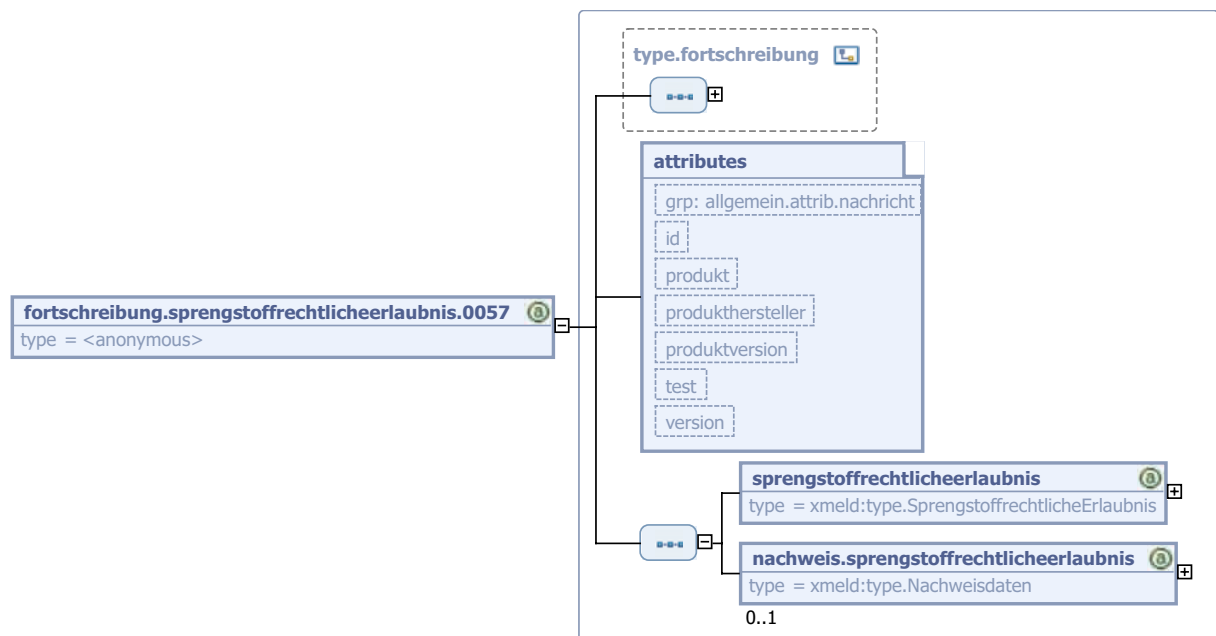 type.fortschreibung
attributes
grp: allgemein.attrib.nachricht
id
produkt
produkthersteller
produktversion
test
version
fortschreibung.sprengstoffrechtlicheerlaubnis.0057
type = <anonymous>
sprengstoffrechtlicheerlaubnis
type = xmeld:type.SprengstoffrechtlicheErlaubnis
nachweis.sprengstoffrechtlicheerlaubnis
type = xmeld:type.Nachweisdaten
0..1